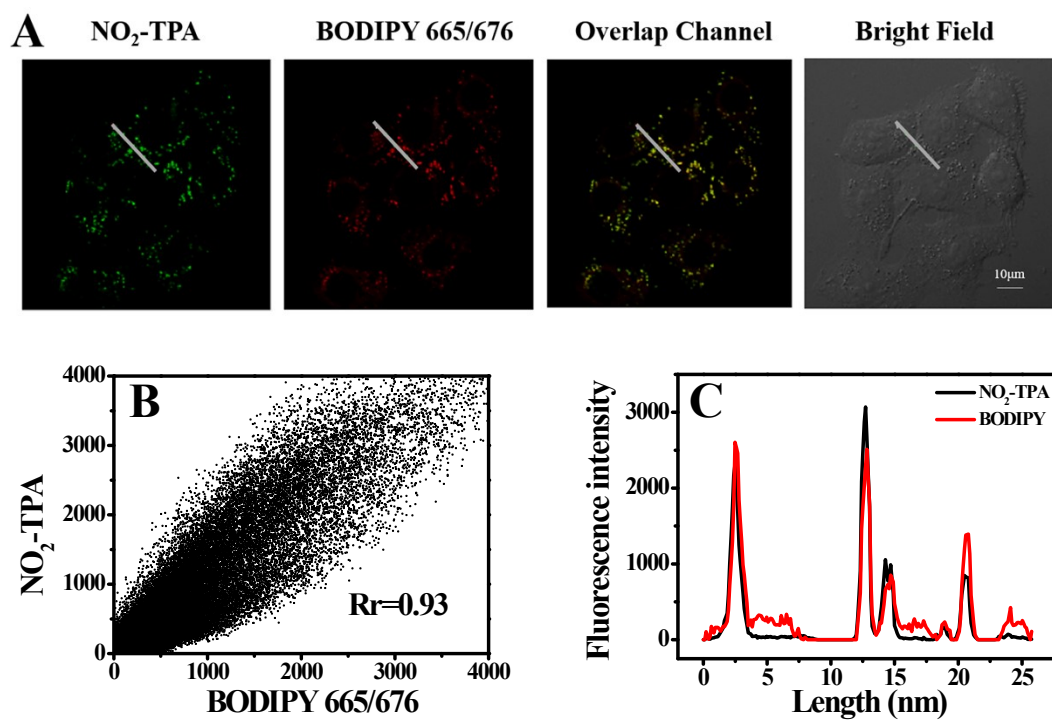 A
NO₂-TPA BODIPY 665/676 Overlap Channel Bright Field
10μm
B
4000
3000
2000
1000
0
NO₂-TPA
Rr=0.93
0 1000 2000 3000 4000
BODIPY 665/676
C
NO₂-TPA
BODIPY
3000
2000
1000
0
Fluorescence intensity
0 5 10 15 20 25
Length (nm)